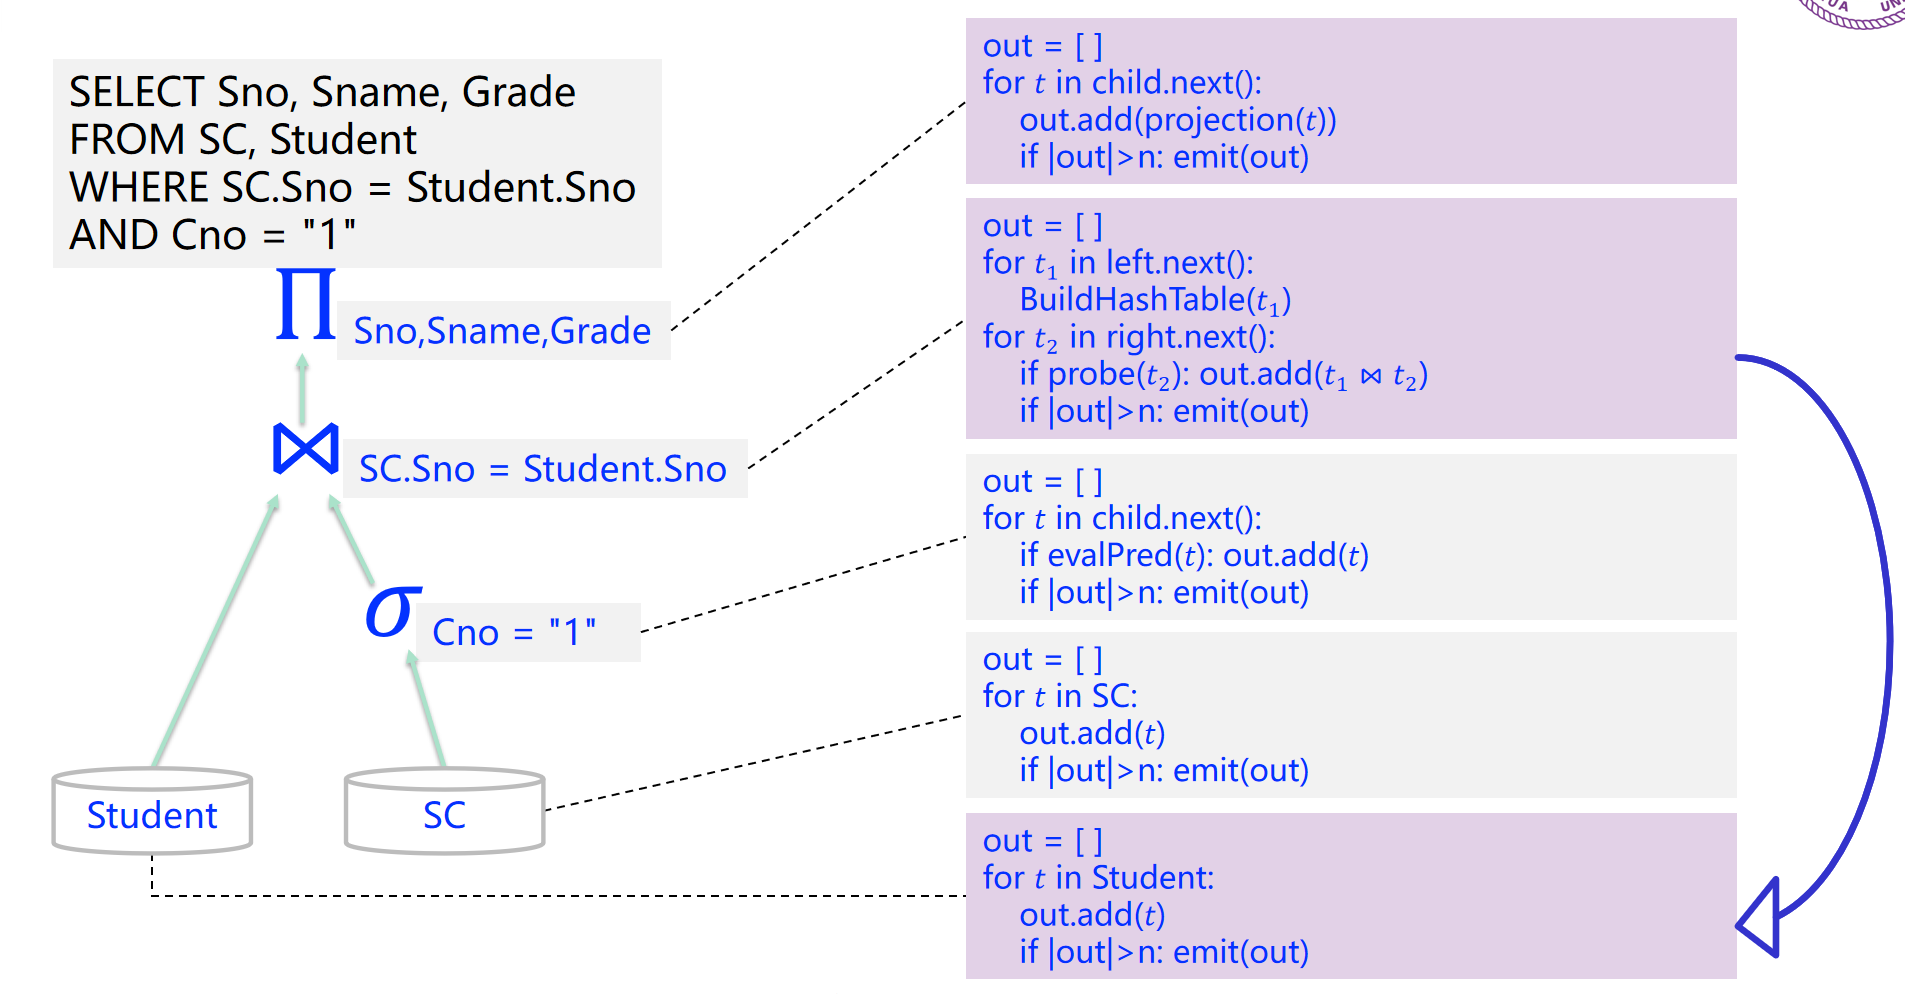 SELECT Sno, Sname, Grade
FROM SC, Student
WHERE SC.Sno = Student.Sno
AND Cno = "1"
∏
Sno,Sname,Grade
⋈
SC.Sno = Student.Sno
σ
Cno = "1"
Student
SC
out = [ ]
for t in child.next():
out.add(projection(t))
if |out|>n: emit(out)
out = [ ]
for t₁ in left.next():
BuildHashTable(t₁)
for t₂ in right.next():
if probe(t₂): out.add(t₁ ⋈ t₂)
if |out|>n: emit(out)
out = [ ]
for t in child.next():
if evalPred(t): out.add(t)
if |out|>n: emit(out)
out = [ ]
for t in SC:
out.add(t)
if |out|>n: emit(out)
out = [ ]
for t in Student:
out.add(t)
if |out|>n: emit(out)